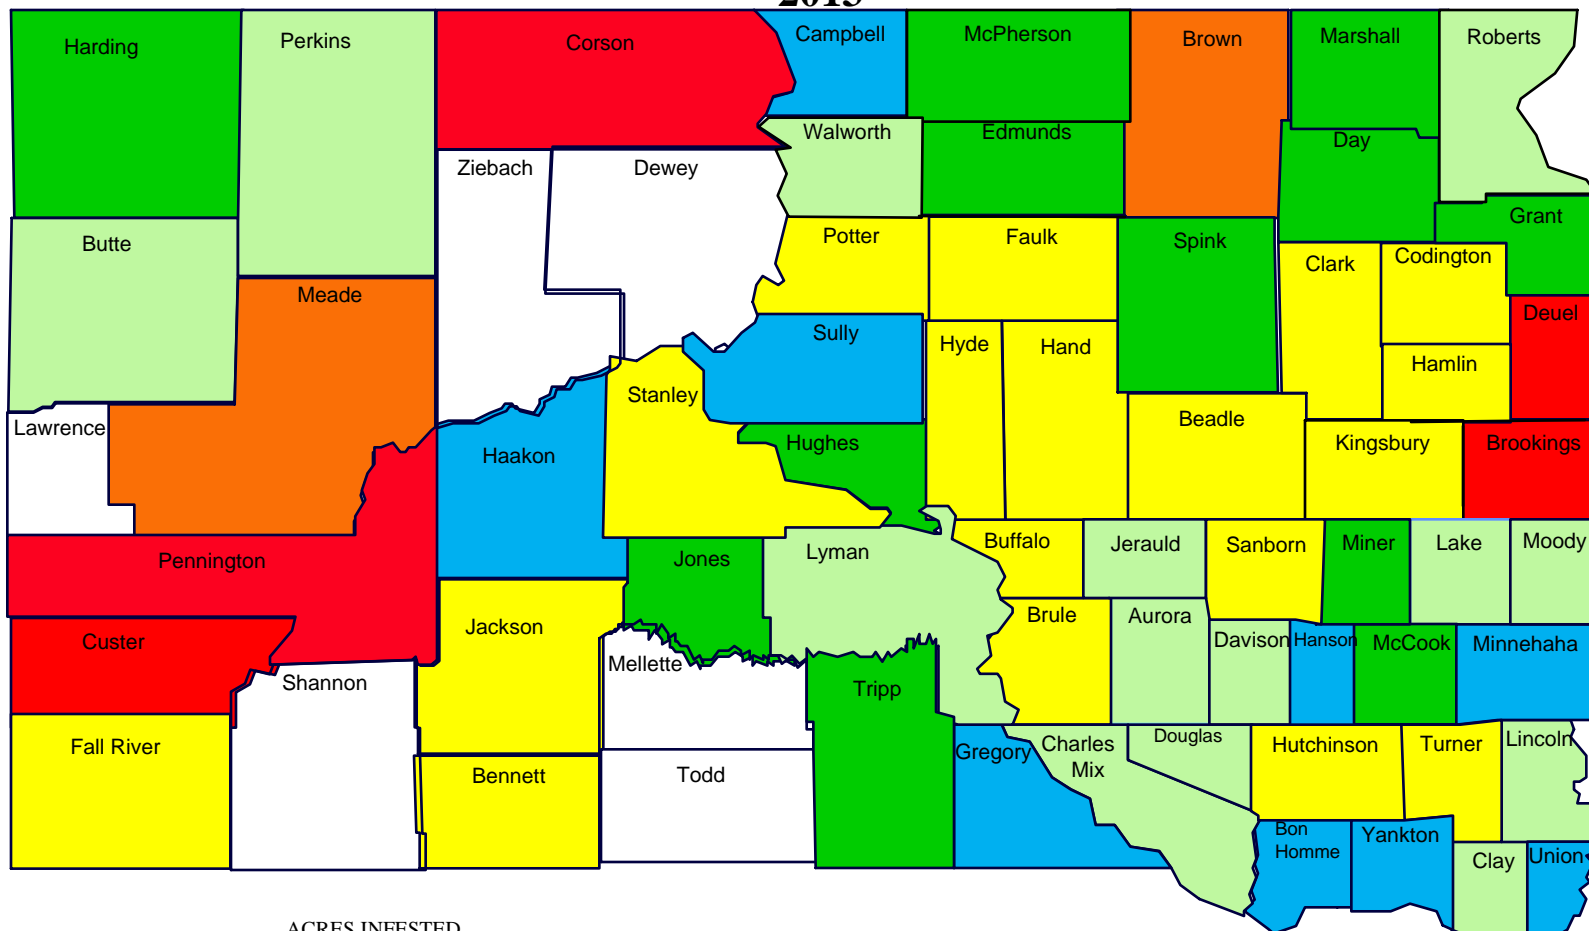 2013
Harding
Perkins
Corson
Campbell
McPherson
Brown
Marshall
Roberts
Walworth
Edmunds
Day
Ziebach
Dewey
Grant
Butte
Potter
Faulk
Spink
Clark
Codington
Meade
Deuel
Sully
Hyde
Hand
Hamlin
Stanley
Lawrence
Beadle
Haakon
Hughes
Kingsbury
Brookings
Pennington
Jones
Lyman
Buffalo
Jerauld
Sanborn
Miner
Lake
Moody
Custer
Jackson
Brule
Aurora
Davison
Hanson
McCook
Minnehaha
Shannon
Mellette
Tripp
Fall River
Bennett
Todd
Gregory
Charles
Mix
Douglas
Hutchinson
Turner
Lincoln
Bon
Homme
Yankton
Clay
Union
ACRES INFESTED